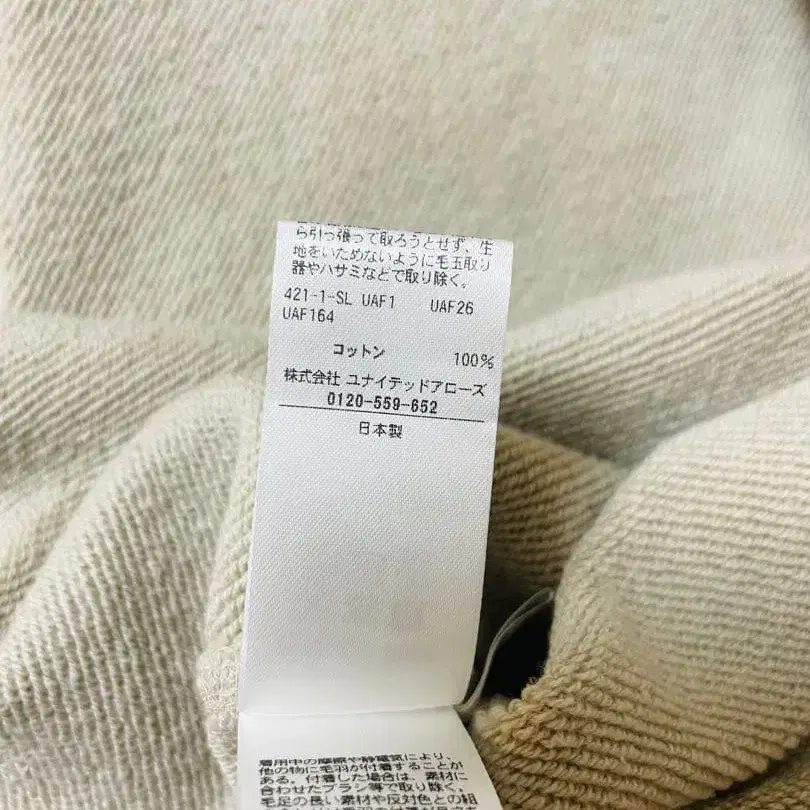 ら引っ張って取ろうとせず、生
地をいためないように毛玉取り
器やハサミなどで取り除く。
421-1-SL UAF1 UAF26
UAF164
コットン 100%
株式会社 ユナイテッドアローズ
0120-559-652
日本製
着用中の摩擦や静電気により、
他の物に毛羽が付着することが
ある。付着した場合は、素材に
合わせたブラシ等で取り除く。
毛足の長い素材や反対色との組